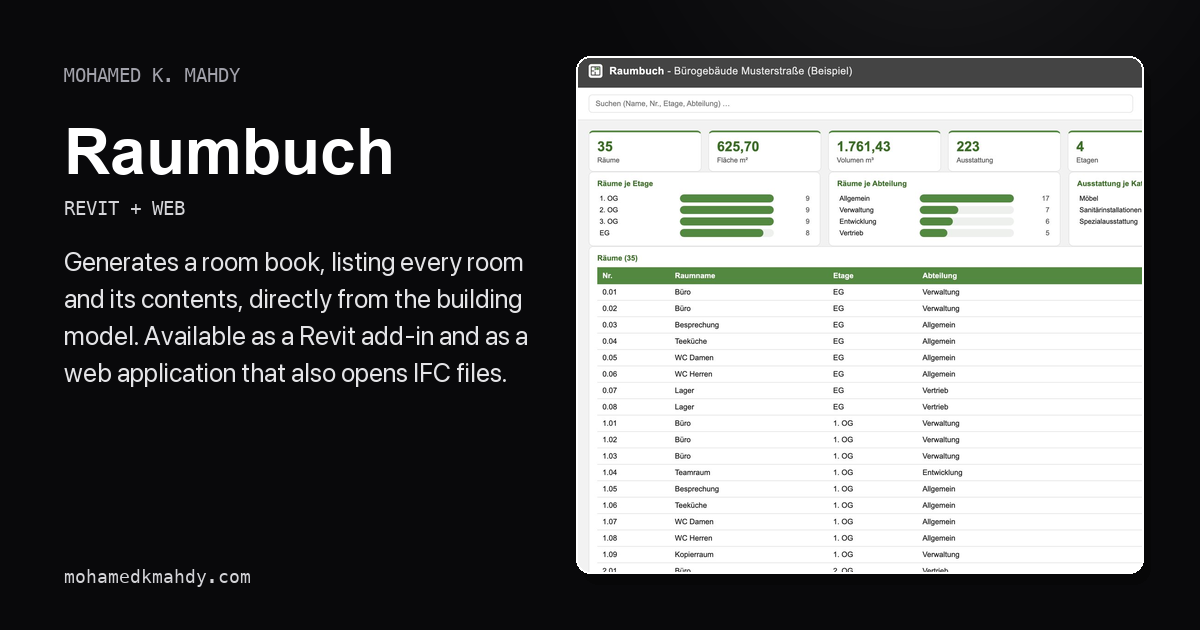 MOHAMED K. MAHDY
Raumbuch
REVIT + WEB
Generates a room book, listing every room
and its contents, directly from the building
model. Available as a Revit add-in and as a
web application that also opens IFC files.
mohamedkmahdy.com
Raumbuch - Bürogebäude Musterstraße (Beispiel)
Suchen (Name, Nr., Etage, Abteilung) ...
35 625,70 1.761,43 223 4
Räume Fläche m² Volumen m³ Ausstattung Etagen
Räume je Etage
1. OG 9
2. OG 9
3. OG 9
EG 8
Räume je Abteilung
Allgemein 17
Verwaltung 7
Entwicklung 6
Vertrieb 5
Ausstattung je Kat
Möbel
Sanitärinstallationen
Spezialausstattung
Räume (35)
Nr. Raumname Etage Abteilung
0.01 Büro EG Verwaltung
0.02 Büro EG Verwaltung
0.03 Besprechung EG Allgemein
0.04 Teeküche EG Allgemein
0.05 WC Damen EG Allgemein
0.06 WC Herren EG Allgemein
0.07 Lager EG Vertrieb
0.08 Lager EG Vertrieb
1.01 Büro 1. OG Verwaltung
1.02 Büro 1. OG Verwaltung
1.03 Büro 1. OG Verwaltung
1.04 Teamraum 1. OG Entwicklung
1.05 Besprechung 1. OG Allgemein
1.06 Teeküche 1. OG Allgemein
1.07 WC Damen 1. OG Allgemein
1.08 WC Herren 1. OG Allgemein
1.09 Kopierraum 1. OG Verwaltung
2.01 Büro 2. OG Vertrieb